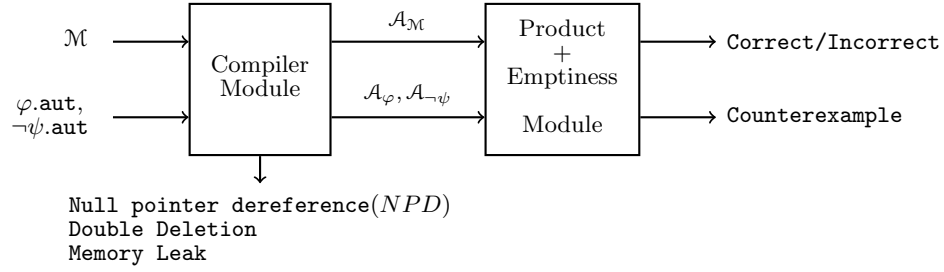 𝓜
φ.aut,
¬ψ.aut
Compiler
Module
𝒜_𝓜
𝒜_φ, 𝒜_¬ψ
Product
+
Emptiness
Module
Correct/Incorrect
Counterexample
Null pointer dereference(NPD)
Double Deletion
Memory Leak